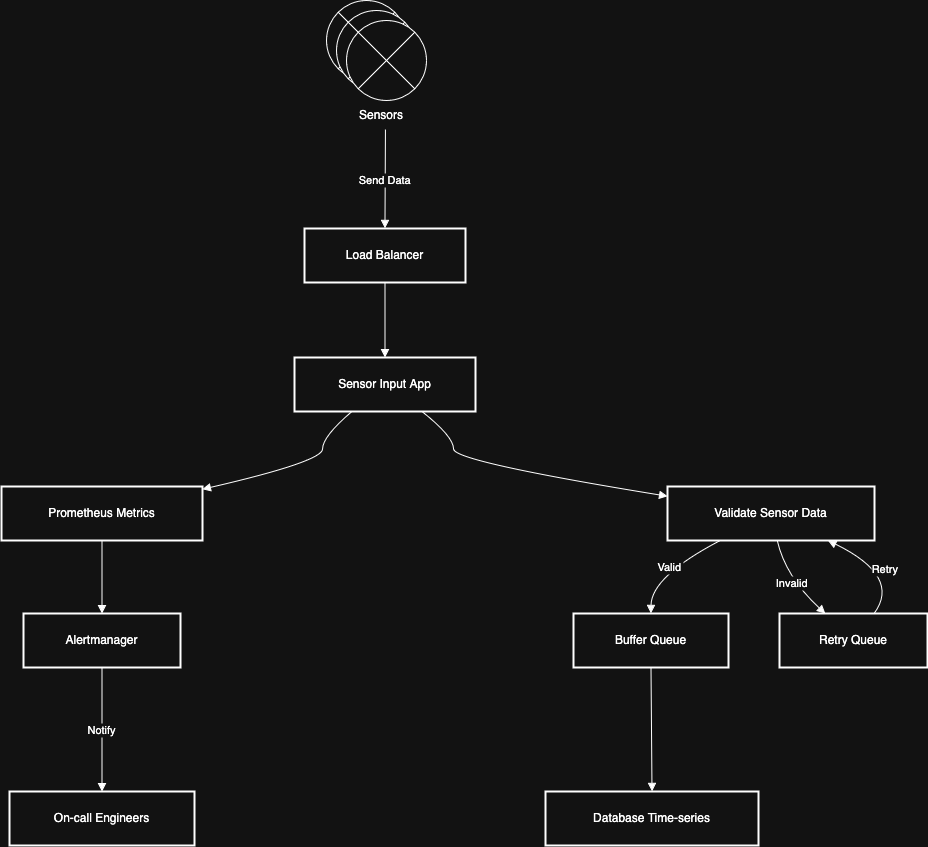 Sensors
Send Data
Load Balancer
Sensor Input App
Prometheus Metrics
Validate Sensor Data
Valid
Invalid
Retry
Alertmanager
Buffer Queue
Retry Queue
Notify
On-call Engineers
Database Time-series